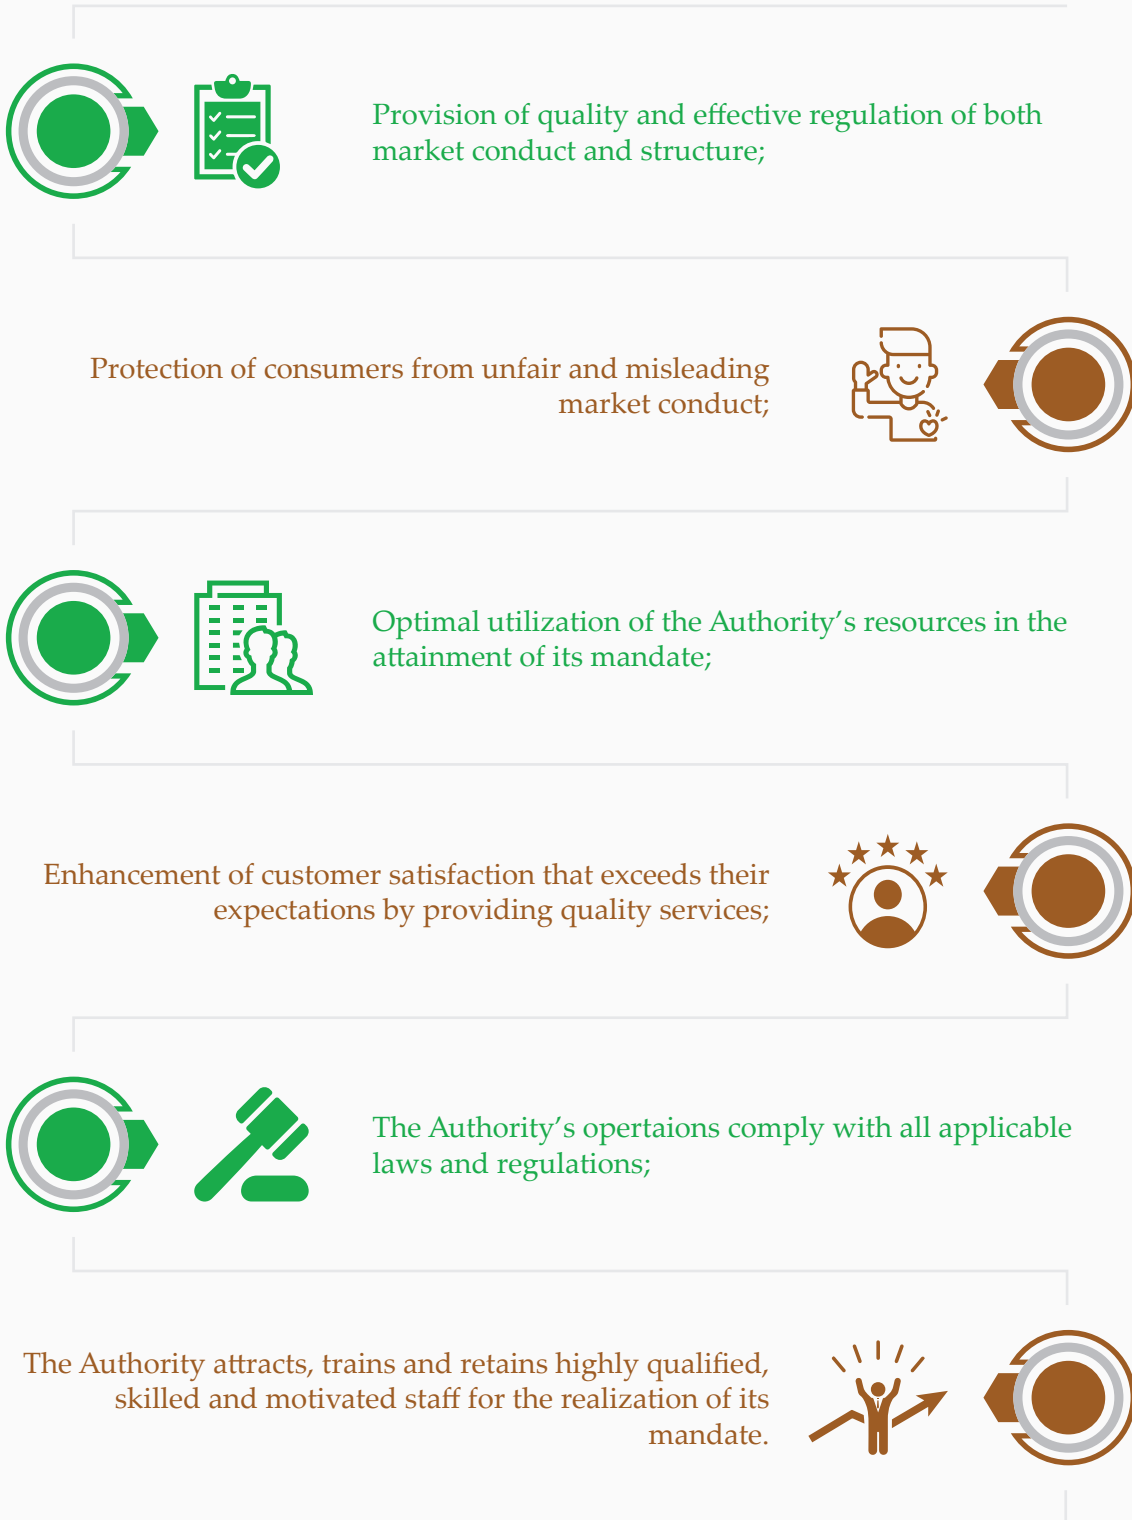 Provision of quality and effective regulation of both
market conduct and structure;
Protection of consumers from unfair and misleading
market conduct;
Optimal utilization of the Authority’s resources in the
attainment of its mandate;
Enhancement of customer satisfaction that exceeds their
expectations by providing quality services;
The Authority’s opertaions comply with all applicable
laws and regulations;
The Authority attracts, trains and retains highly qualified,
skilled and motivated staff for the realization of its
mandate.